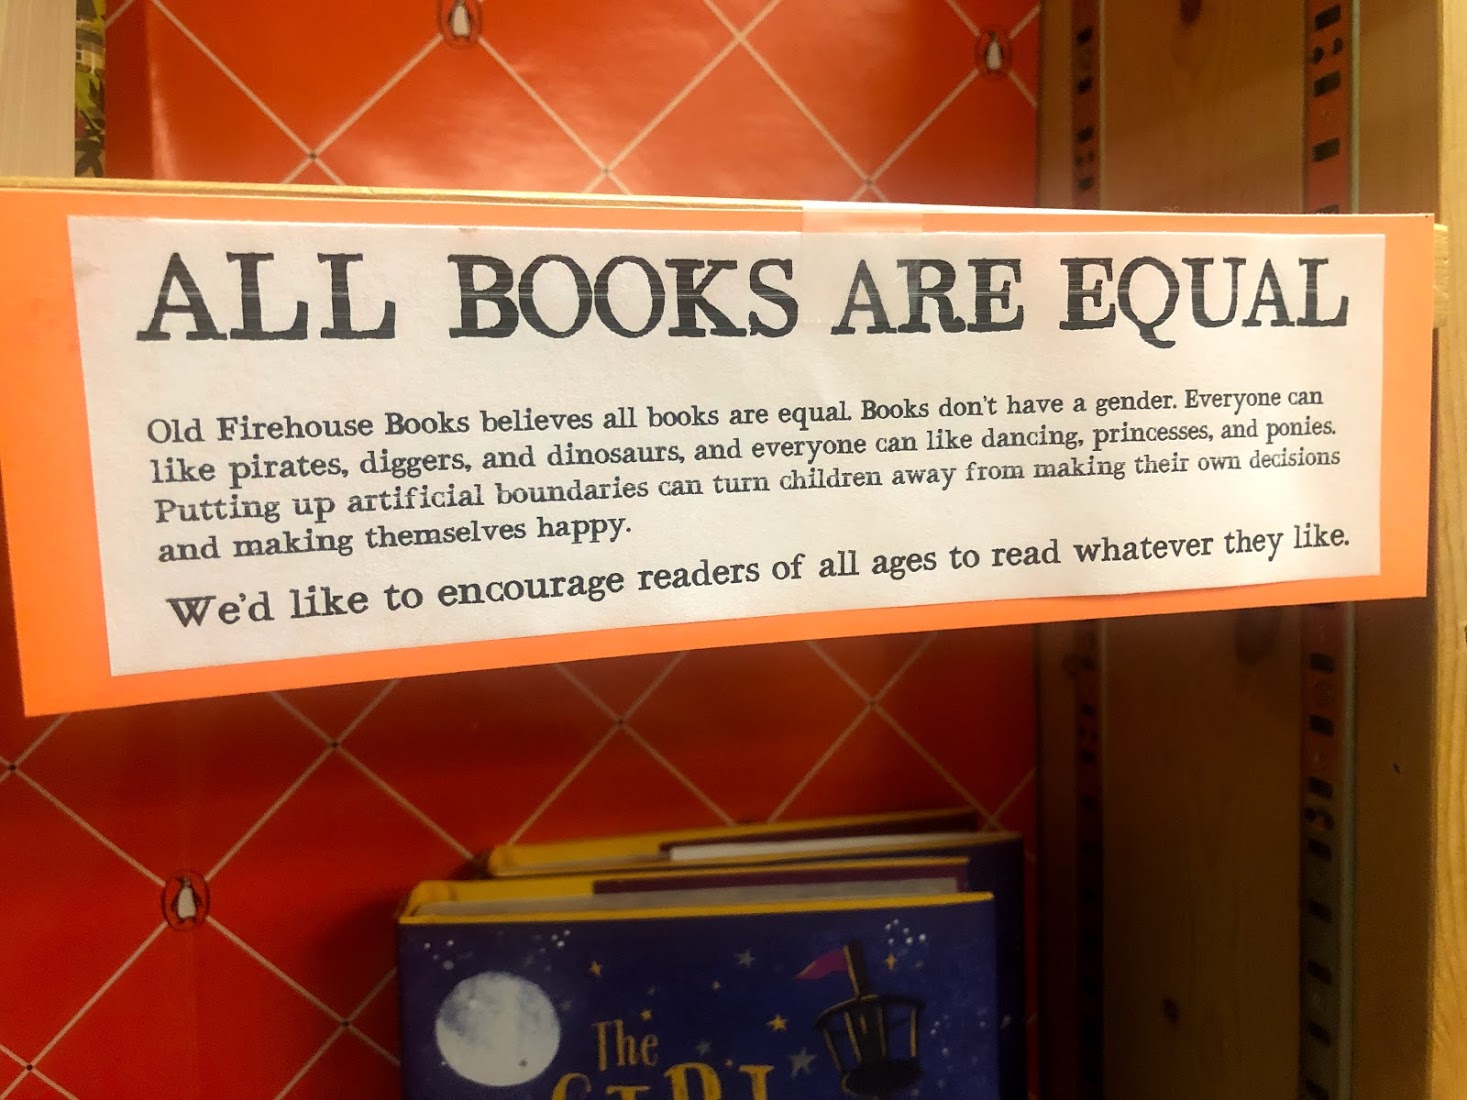 ALL BOOKS ARE EQUAL
Old Firehouse Books believes all books are equal. Books don't have a gender. Everyone can
like pirates, diggers, and dinosaurs, and everyone can like dancing, princesses, and ponies.
Putting up artificial boundaries can turn children away from making their own decisions
and making themselves happy.
We'd like to encourage readers of all ages to read whatever they like.
The
GIRL